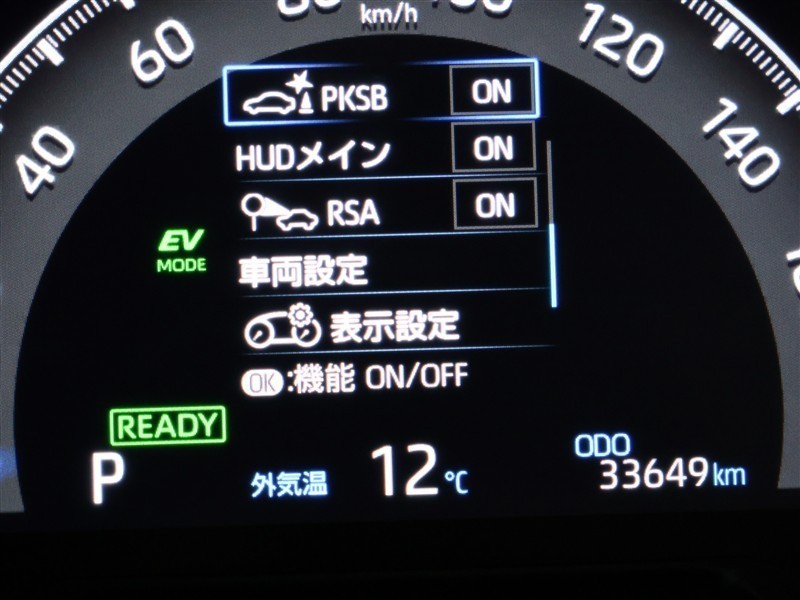 80 100
km/h
60 120
40 140
PKSB ON
HUDメイン ON
RSA ON
EV
MODE
車両設定
表示設定
OK:機能 ON/OFF
READY
P
外気温 12℃
ODO
33649km